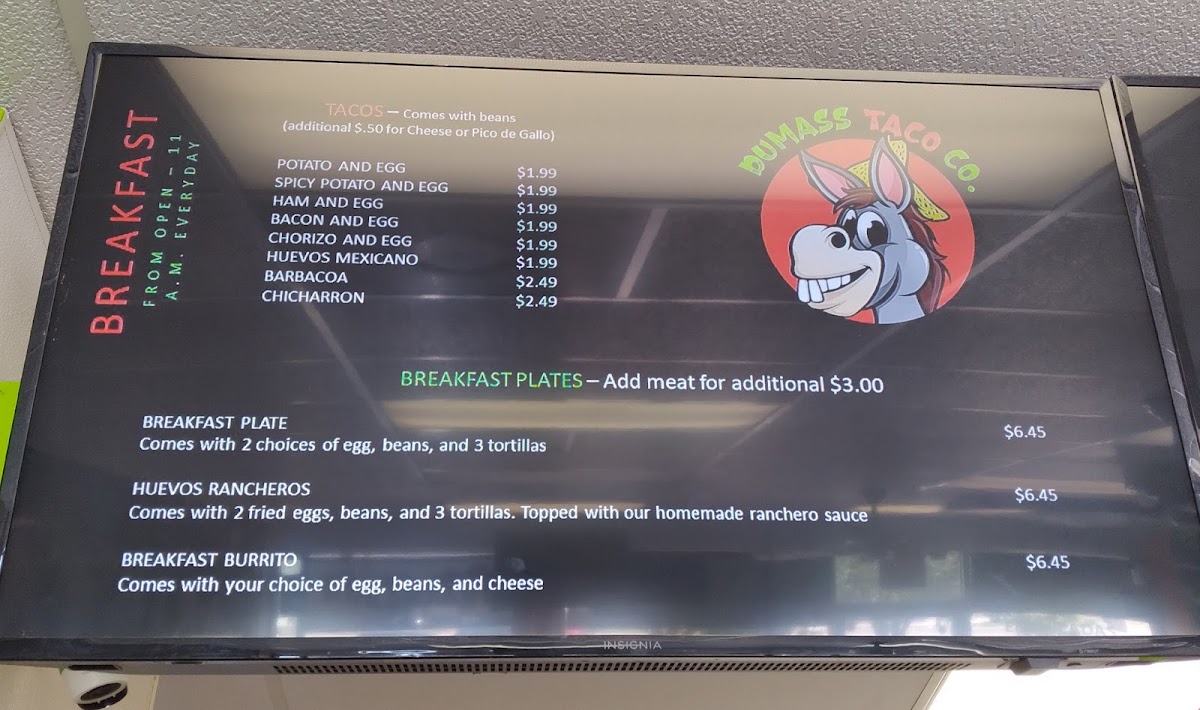 BREAKFAST
FROM OPEN – 11
A.M. EVERYDAY
TACOS – Comes with beans
(additional $.50 for Cheese or Pico de Gallo)
POTATO AND EGG $1.99
SPICY POTATO AND EGG $1.99
HAM AND EGG $1.99
BACON AND EGG $1.99
CHORIZO AND EGG $1.99
HUEVOS MEXICANO $1.99
BARBACOA $2.49
CHICHARRON $2.49
DUMASS TACO CO.
BREAKFAST PLATES – Add meat for additional $3.00
BREAKFAST PLATE $6.45
Comes with 2 choices of egg, beans, and 3 tortillas
HUEVOS RANCHEROS $6.45
Comes with 2 fried eggs, beans, and 3 tortillas. Topped with our homemade ranchero sauce
BREAKFAST BURRITO $6.45
Comes with your choice of egg, beans, and cheese
INSIGNIA